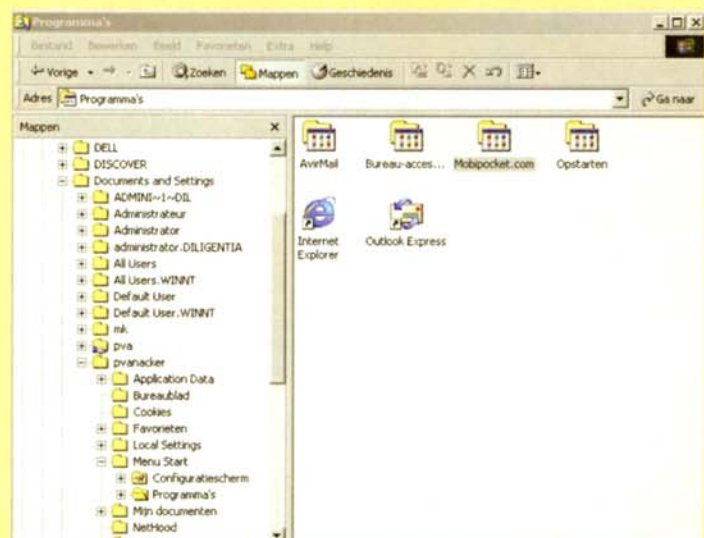 Programma's
Bestand Bewerken Beeld Favorieten Extra Help
Vorige Zoeken Mappen Geschiedenis
Adres Programma's Ga naar
Mappen
DELL
DISCOVER
Documents and Settings
ADMINI~1~DIL
Administrateur
Administrator
administrator.DILIGENTIA
All Users
All Users.WINNT
Default User
Default User.WINNT
mk
pva
pvanacker
Application Data
Bureaublad
Cookies
Favorieten
Local Settings
Menu Start
Configuratiescherm
Programma's
Mijn documenten
NetHood
AvirMail Bureau-acces... Mobipocket.com Opstarten
Internet Explorer
Outlook Express